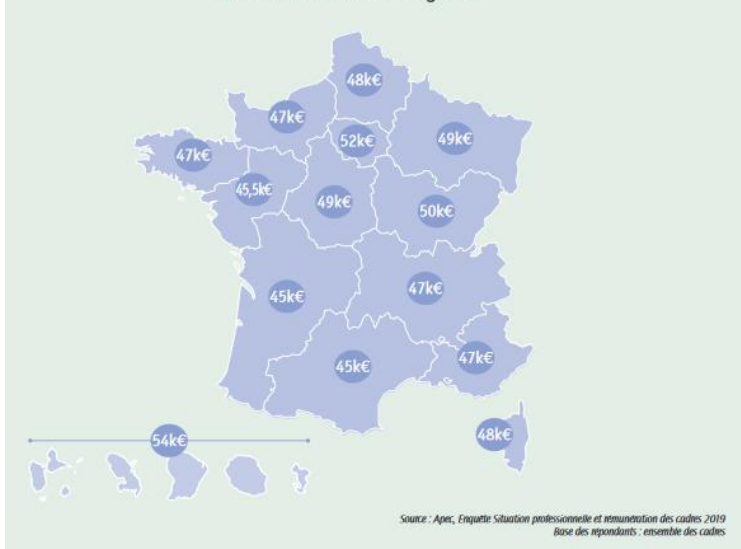 48k€
47k€
52k€
49k€
47k€
45,5k€
49k€
50k€
45k€
47k€
45k€
47k€
48k€
54k€
Source : Apec, Enquête Situation professionnelle et rémunération des cadres 2019
Base des répondants : ensemble des cadres